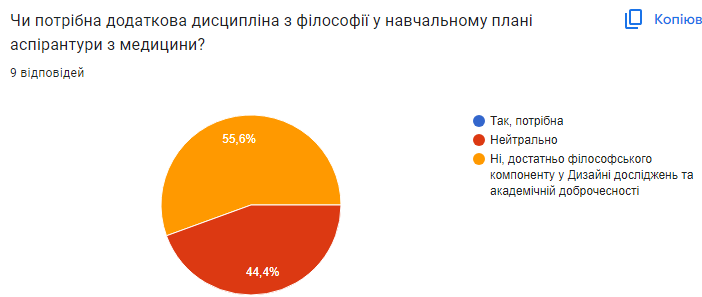 Чи потрібна додаткова дисципліна з філософії у навчальному плані
аспірантури з медицини?
Копіюв
9 відповідей
55,6%
44,4%
Так, потрібна
Нейтрально
Ні, достатньо філософського
компоненту у Дизайні досліджень та
академічній доброчесності